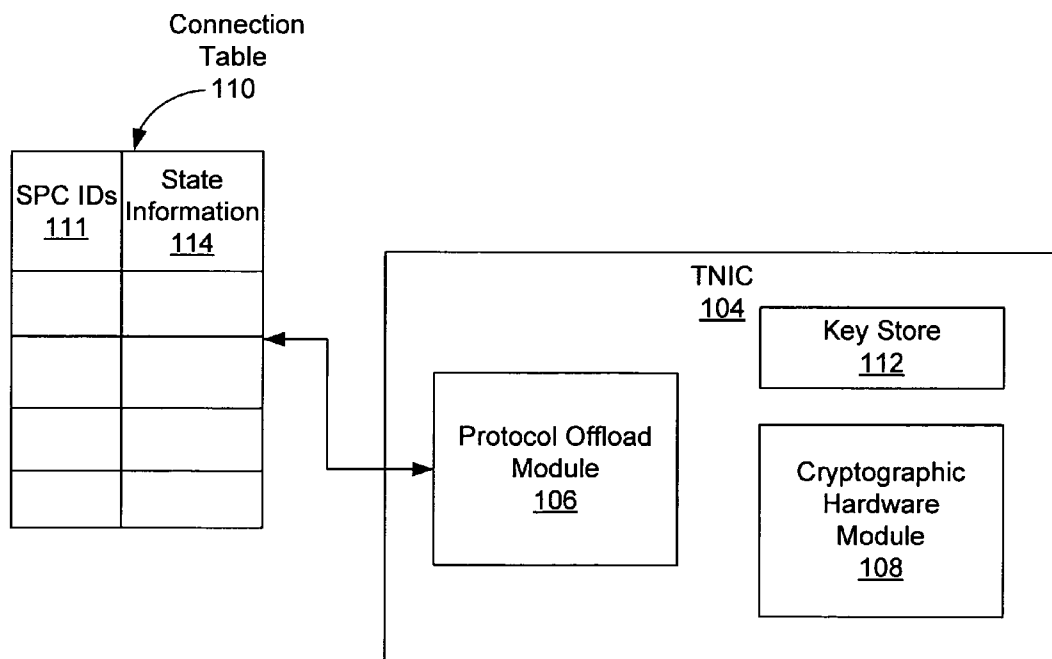 Connection
Table
110
SPC IDs
111
State
Information
114
TNIC
104
Key Store
112
Protocol Offload
Module
106
Cryptographic
Hardware
Module
108